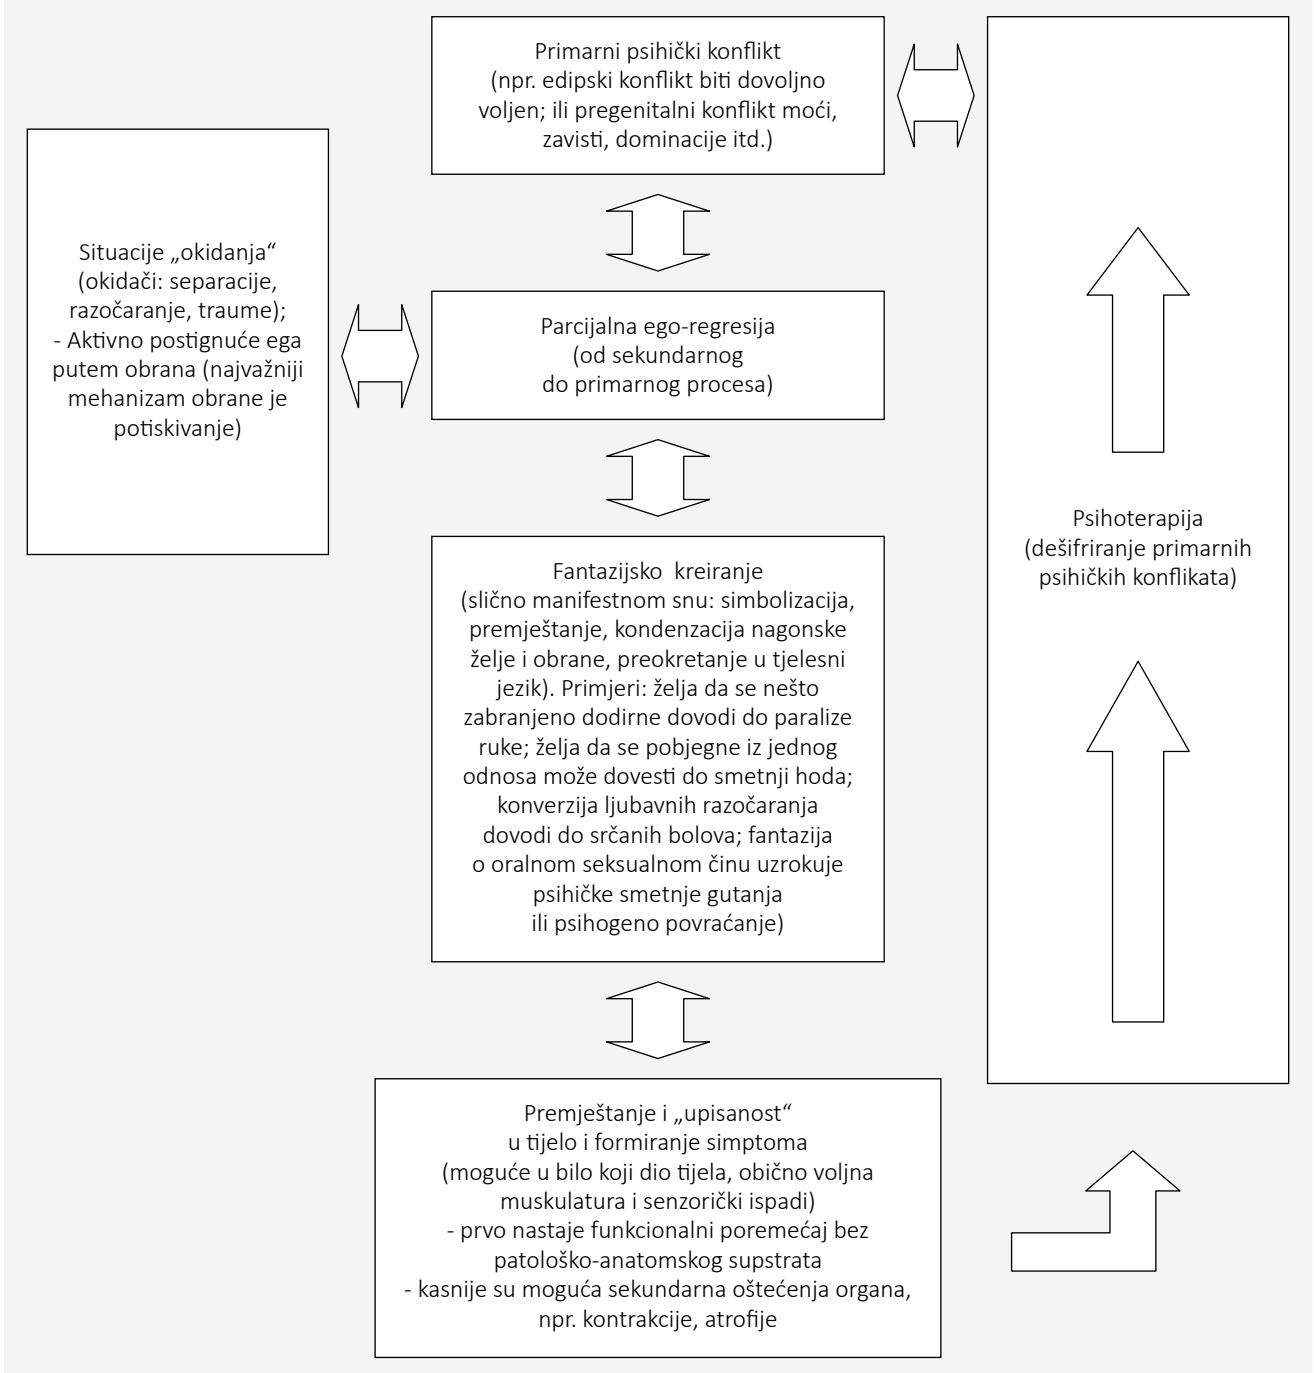 Primarni psihički konflikt
(npr. edipski konflikt biti dovoljno
voljen; ili pregenitalni konflikt moći,
zavisti, dominacije itd.)
Situacije „okidanja“
(okidači: separacije,
razočaranje, traume);
- Aktivno postignuće ega
putem obrana (najvažniji
mehanizam obrane je
potiskivanje)
Parcijalna ego-regresija
(od sekundarnog
do primarnog procesa)
Fantazijsko kreiranje
(slično manifestnom snu: simbolizacija,
premještanje, kondenzacija nagonske
želje i obrane, preokretanje u tjelesni
jezik). Primjeri: želja da se nešto
zabranjeno dodirne dovodi do paralize
ruke; želja da se pobjegne iz jednog
odnosa može dovesti do smetnji hoda;
konverzija ljubavnih razočaranja
dovodi do srčanih bolova; fantazija
o oralnom seksualnom činu uzrokuje
psihičke smetnje gutanja
ili psihogeno povraćanje)
Premještanje i „upisanost“
u tijelo i formiranje simptoma
(moguće u bilo koji dio tijela, obično voljna
muskulatura i senzorički ispadi)
- prvo nastaje funkcionalni poremećaj bez
patološko-anatomskog supstrata
- kasnije su moguća sekundarna oštećenja organa,
npr. kontrakcije, atrofije
Psihoterapija
(dešifriranje primarnih
psihičkih konflikata)